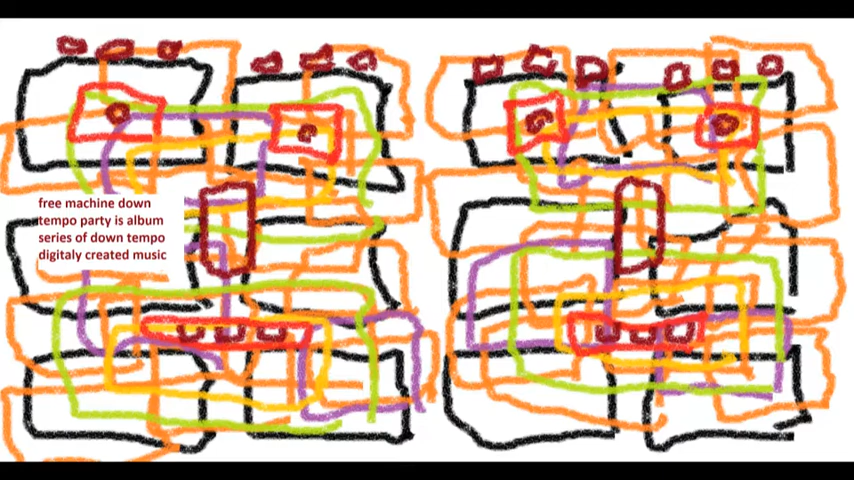 free machine down
tempo party is album
series of down tempo
digitaly created music